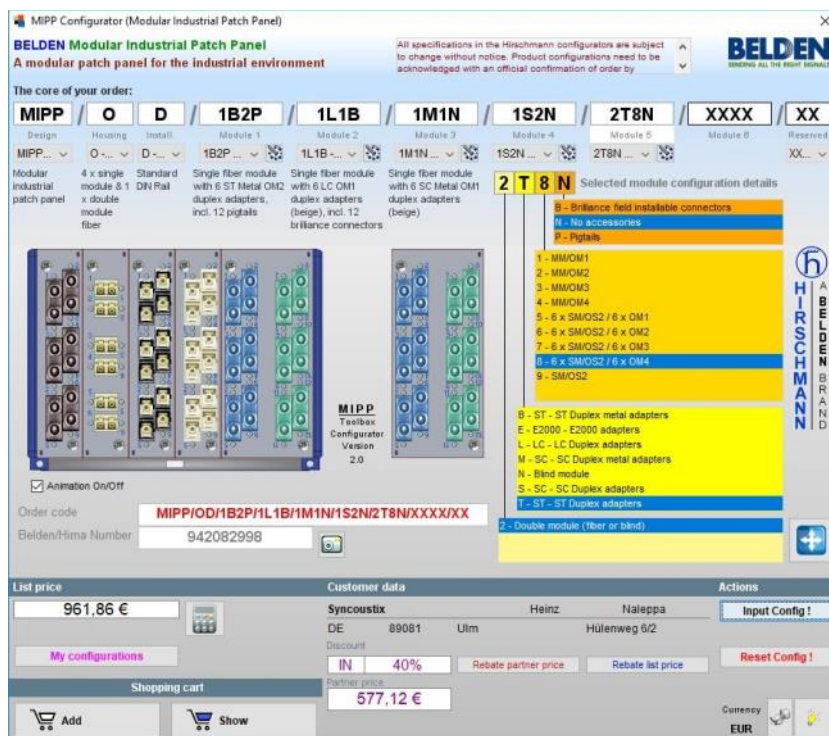 MIPP Configurator (Modular Industrial Patch Panel)
BELDEN Modular Industrial Patch Panel
A modular patch panel for the industrial environment
All specifications in the Hirschmann configurators are subject
to change without notice. Product configurations need to be
acknowledged with an official confirmation of order by
BELDEN
SENDING ALL THE RIGHT SIGNALS
The core of your order:
MIPP / O D / 1B2P / 1L1B / 1M1N / 1S2N / 2T8N / XXXX / XX
Design Housing Install. Module 1 Module 2 Module 3 Module 4 Module 5 Module 6 Reserved
MIPP... O -... D -... 1B2P ... 1L1B -... 1M1N ... 1S2N ... 2T8N ... XX...
Modular
industrial
patch panel
4 x single
module & 1
x double
module
fiber
Standard
DIN Rail
Single fiber module
with 6 ST Metal OM2
duplex adapters,
incl. 12 pigtails
Single fiber module
with 6 LC OM1
duplex adapters
(beige), incl. 12
brilliance connectors
Single fiber module
with 6 SC Metal OM1
duplex adapters
(beige)
2 T 8 N Selected module configuration details
B - Brilliance field installable connectors
N - No accessories
P - Pigtails
1 - MM/OM1
2 - MM/OM2
3 - MM/OM3
4 - MM/OM4
5 - 6 x SM/OS2 / 6 x OM1
6 - 6 x SM/OS2 / 6 x OM2
7 - 6 x SM/OS2 / 6 x OM3
8 - 6 x SM/OS2 / 6 x OM4
9 - SM/OS2
B - ST - ST Duplex metal adapters
E - E2000 - E2000 adapters
L - LC - LC Duplex adapters
M - SC - SC Duplex metal adapters
N - Blind module
S - SC - SC Duplex adapters
T - ST - ST Duplex adapters
2 - Double module (fiber or blind)
HIRSCHMANN
A BELDEN BRAND
MIPP
Toolbox
Configurator
Version
2.0
Animation On/Off
Order code MIPP/OD/1B2P/1L1B/1M1N/1S2N/2T8N/XXXX/XX
Belden/Hirma Number 942082998
List price
961,86 €
My configurations
Shopping cart
Add
Show
Customer data
Syncoustix Heinz Naleppa
DE 89081 Ulm Hülenweg 6/2
Discount
IN 40% Rebate partner price Rebate list price
Partner price
577,12 €
Actions
Input Config !
Reset Config !
Currency
EUR